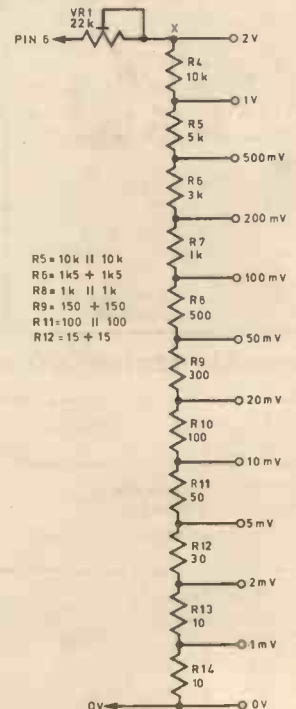 VR1
22k
PIN 6
X
2V
R4
10k
1V
R5
5k
500mV
R6
3k
200mV
R7
1k
100mV
R5 = 10k II 10k
R6 = 1k5 + 1k5
R8 = 1k II 1k
R9 = 150 + 150
R11 = 100 II 100
R12 = 15 + 15
R8
500
50mV
R9
300
20mV
R10
100
10mV
R11
50
5mV
R12
30
2mV
R13
10
1mV
R14
10
0V
0V